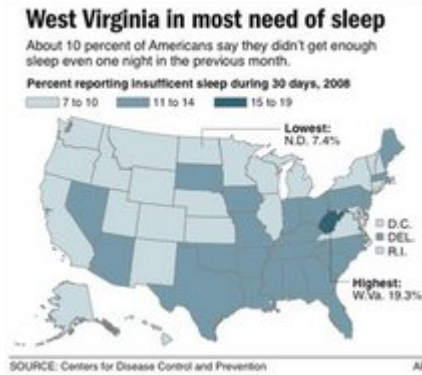 West Virginia in most need of sleep
About 10 percent of Americans say they didn't get enough
sleep even one night in the previous month.
Percent reporting insufficent sleep during 30 days, 2008
7 to 10
11 to 14
15 to 19
Lowest:
N.D. 7.4%
D.C.
DEL.
R.I.
Highest:
W.Va. 19.3%
SOURCE: Centers for Disease Control and Prevention